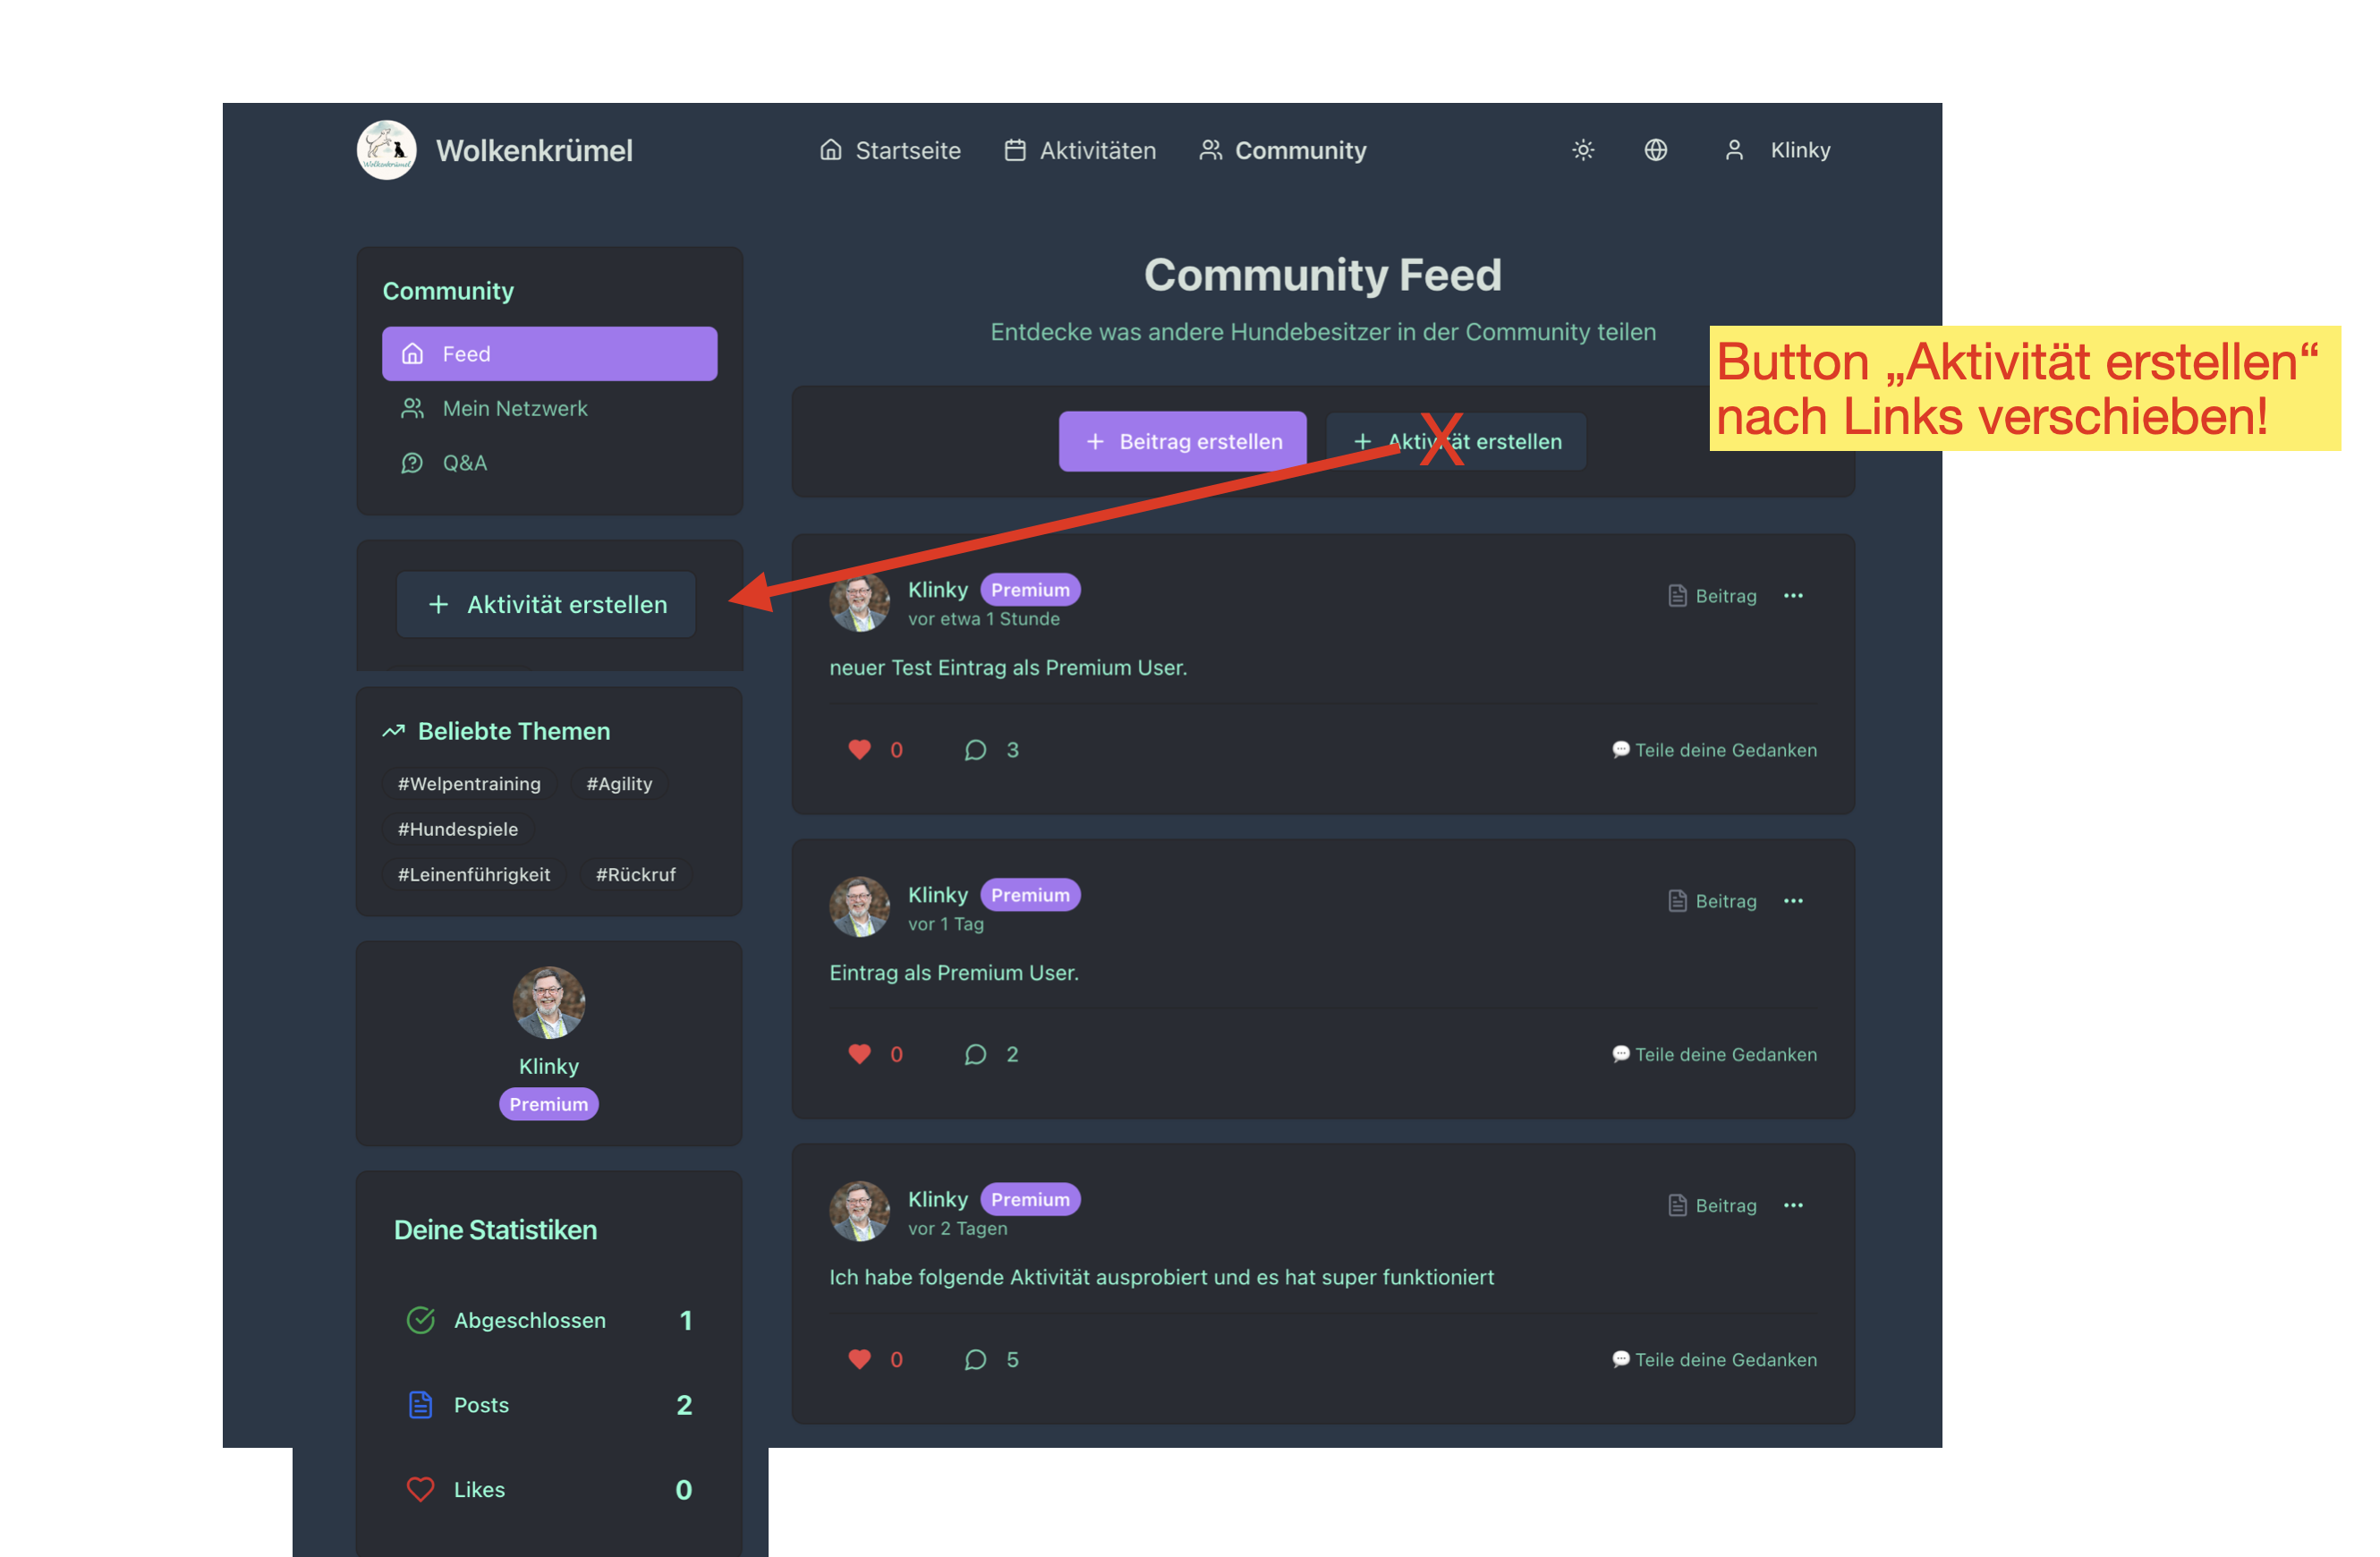 Wolkenkrümel
Wolkenkrümel
Startseite
Aktivitäten
Community
Klinky
Community
Feed
Mein Netzwerk
Q&A
+ Aktivität erstellen
Beliebte Themen
#Welpentraining #Agility
#Hundespiele
#Leinenführigkeit #Rückruf
Klinky
Premium
Deine Statistiken
Abgeschlossen 1
Posts 2
Likes 0
Community Feed
Entdecke was andere Hundebesitzer in der Community teilen
+ Beitrag erstellen
+ Aktivität erstellen
X
Button „Aktivität erstellen“
nach Links verschieben!
Klinky Premium
vor etwa 1 Stunde
Beitrag
neuer Test Eintrag als Premium User.
0 3
Teile deine Gedanken
Klinky Premium
vor 1 Tag
Beitrag
Eintrag als Premium User.
0 2
Teile deine Gedanken
Klinky Premium
vor 2 Tagen
Beitrag
Ich habe folgende Aktivität ausprobiert und es hat super funktioniert
0 5
Teile deine Gedanken